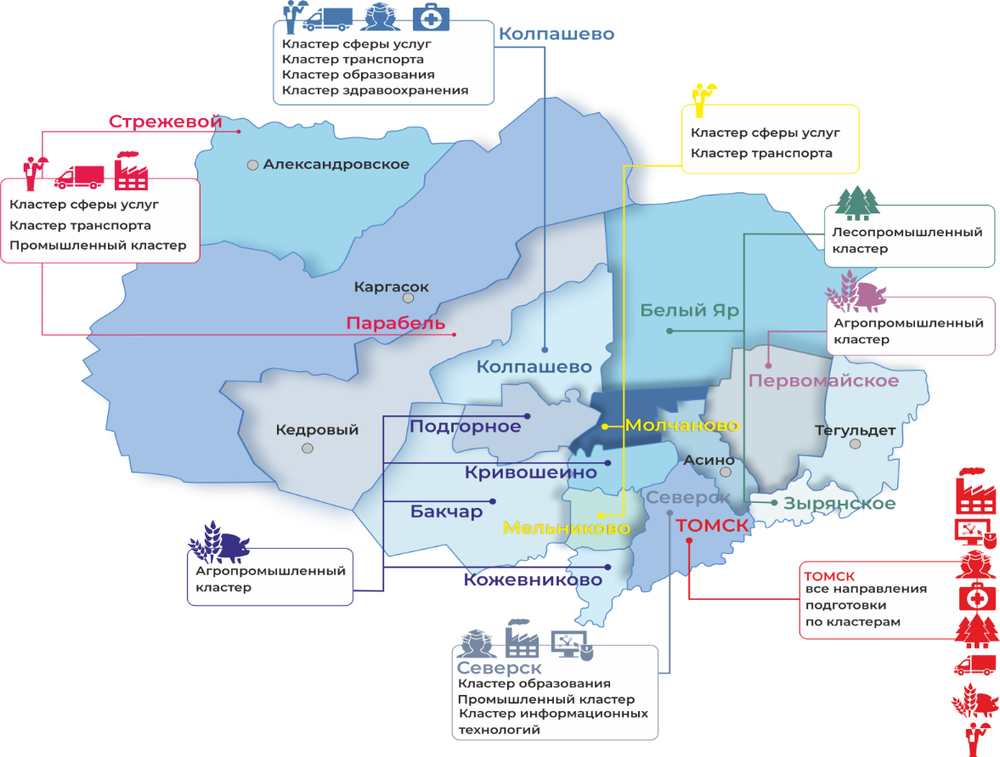 Колпашево
Кластер сферы услуг
Кластер транспорта
Кластер образования
Кластер здравоохранения
Стрежевой
Александровское
Кластер сферы услуг
Кластер транспорта
Промышленный кластер
Кластер сферы услуг
Кластер транспорта
Лесопромышленный
кластер
Агропромышленный
кластер
Каргасок
Парабель
Белый Яр
Колпашево
Первомайское
Кедровый
Подгорное
Молчаново
Тегульдет
Асино
Кривошеино
Северск
Зырянское
Бакчар
Мельниково
ТОМСК
Агропромышленный
кластер
Кожевниково
ТОМСК
все направления
подготовки
по кластерам
Северск
Кластер образования
Промышленный кластер
Кластер информационных
технологий